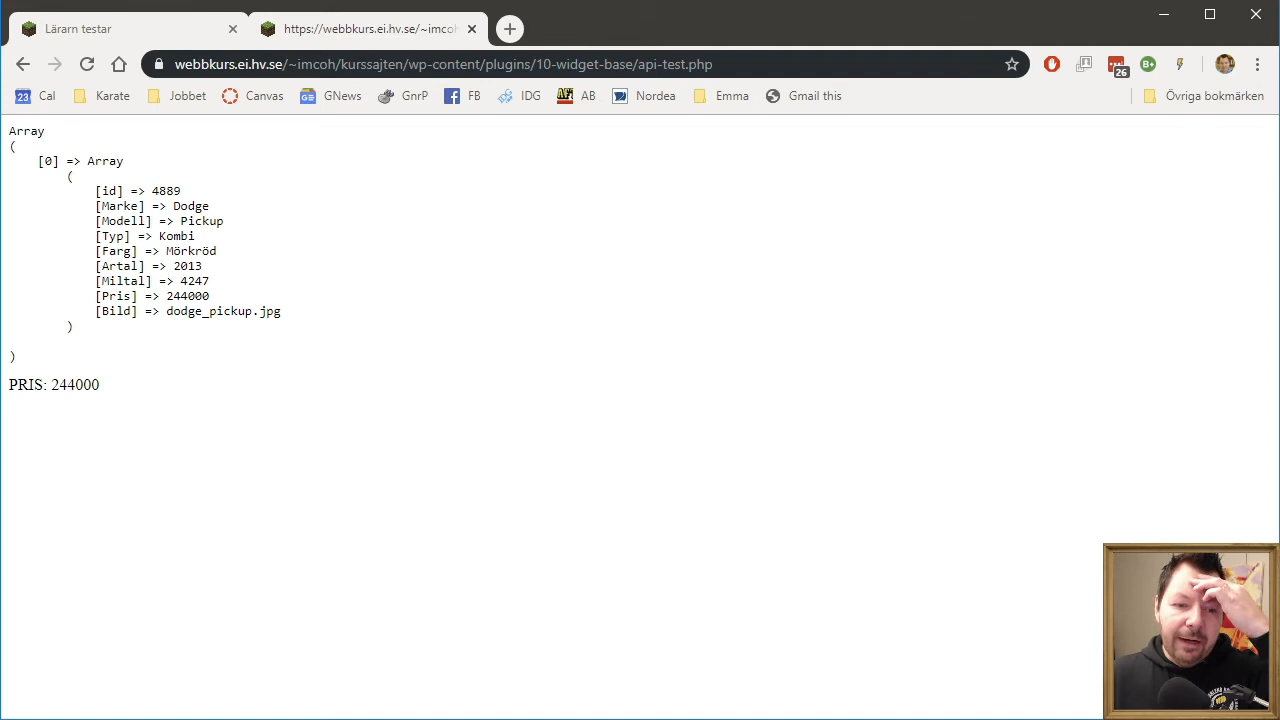 Lärarn testar
https://webbkurs.ei.hv.se/~imcoh
webbkurs.ei.hv.se/~imcoh/kurssajten/wp-content/plugins/10-widget-base/api-test.php
26
B+
23 Cal
Karate
Jobbet
Canvas
GNews
GnrP
FB
IDG
AB
Nordea
Emma
Gmail this
Övriga bokmärken
Array
(
[0] => Array
(
[id] => 4889
[Marke] => Dodge
[Modell] => Pickup
[Typ] => Kombi
[Farg] => Mörkröd
[Artal] => 2013
[Miltal] => 4247
[Pris] => 244000
[Bild] => dodge_pickup.jpg
)
)
PRIS: 244000